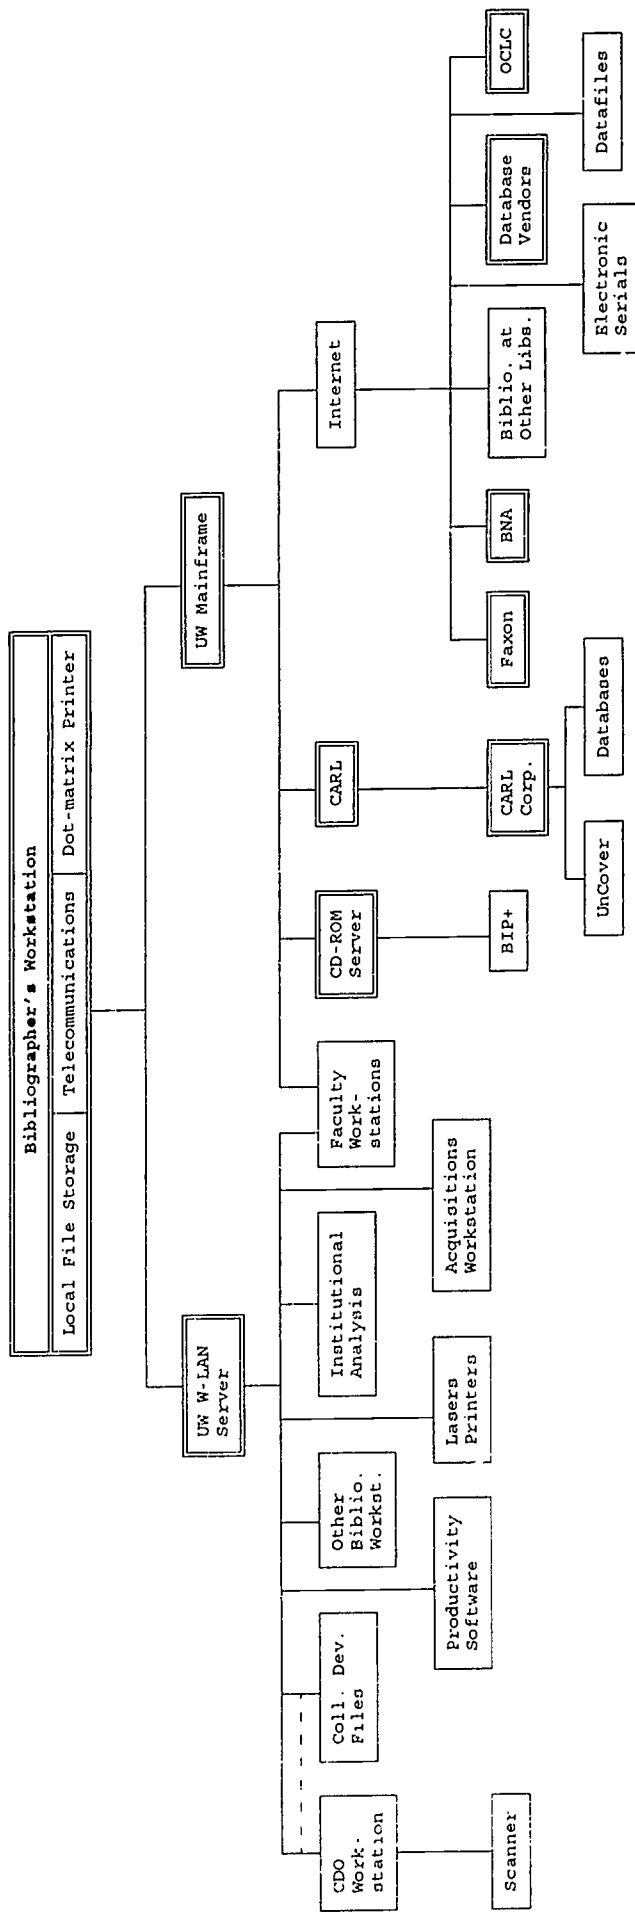 Bibliographer's Workstation
Local File Storage
Telecommunications
Dot-matrix Printer
UW W-LAN
Server
UW Mainframe
CDO
Work-
station
Coll. Dev.
Files
Other
Biblio.
Workst.
Institutional
Analysis
Faculty
Work-
stations
CD-ROM
Server
CARL
Internet
Productivity
Software
Lasers
Printers
Acquisitions
Workstation
Scanner
BIP+
CARL
Corp.
Faxon
BNA
Biblio. at
Other Libs.
Database
Vendors
OCLC
UnCover
Databases
Electronic
Serials
Datafiles